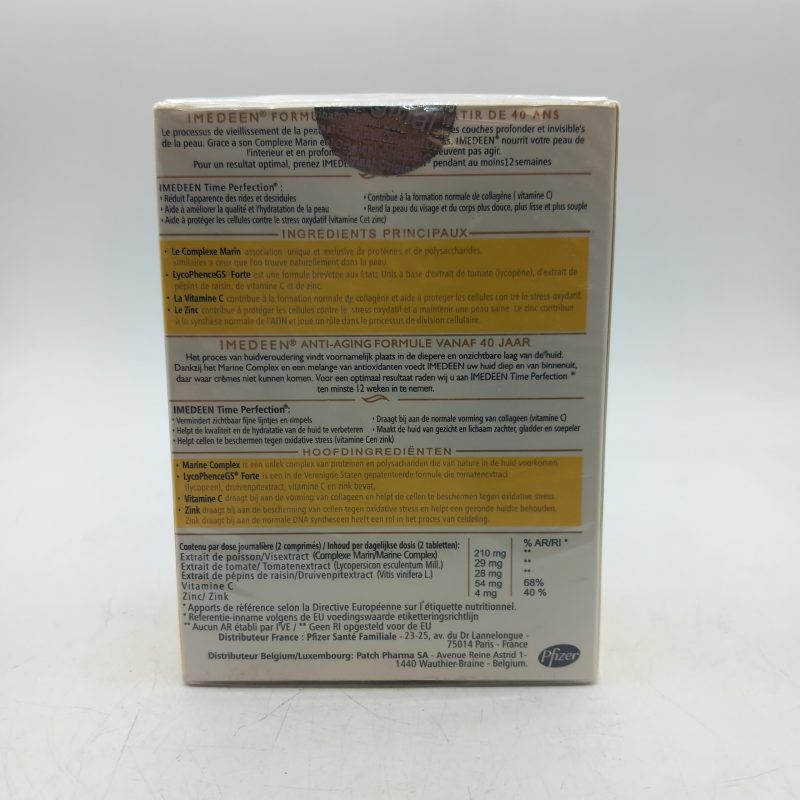 IMEDEEN® FORMU TIR DE 40 ANS
Le processus de vieillissement de la peau es couches profonder et invisible's
de la peau. Grace a son Complexe Marin et IMEDEEN® nourrit votre peau de
l'interieur et en profon euvent pas agir.
Pour un resultat optimal, prenez IMEDE pendant au moins12semaines
IMEDEEN Time Perfection® :
• Réduit l'apparence des rides et desridules
• Contribue à la formation normale de collagène ( vitamine C)
• Aide à améliorer la qualité et l'hydratation de la peau
• Rend la peau du visage et du corps plus douce, plus lisse et plus souple
• Aide à protéger les cellules contre le stress oxydatif (vitamine Cet zinc)
INGRÉDIENTS PRINCIPAUX
• Le Complexe Marin association unique et exclusive de protéines et de polysaccharides,
similaires a ceux que l'on trouve naturellement dans la peau.
LycoPhenceGS Forte est une formule brevetee aux Etats Unis à base d'extrait de tomate (lycopène), d'extrait de
pépins de raisin, de vitamine C et de zinc.
• La Vitamine C contribue à la formation normale de collagène et aide à proteger les cellules con tre le stress oxydatif
• Le Zinc contribue à protéger les cellules contre le stress oxydatif et a maintenir une peau saine. Le zinc contribue
à la synthese normale de l'ADN et joue un rôle dans le processus de division cellulaire.
IMEDEEN® ANTI-AGING FORMULE VANAF 40 JAAR
Het proces van huidveroudering vindt voornamelijk plaats in de diepere en onzichtbare laag van de'huid.
Dankzij het Marine Complex en een melange van antioxidanten voedt IMEDEEN uw huid diep en van binnenuit,
daar waar crèmes niet kunnen komen. Voor een optimaal resultaat raden wij u aan IMEDEEN Time Perfection ®
ten minste 12 weken in te nemen.
IMEDEEN Time Perfection®:
• Vermindert zichtbaar fijne lijntjes en rimpels
• Draagt bij aan de normale vorming van collageen (vitamine C)
• Helpt de kwaliteit en de hydratatie van de huid te verbeteren
• Maakt de huid van gezicht en lichaam zachter, gladder en soepeler
• Helpt cellen te beschermen tegen oxidative stress (vitamine Cen zink)
HOOFDINGREDIËNTEN
• Marine Complex is een unlek complex van proteinen en polysachariden die van nature in de huid voorkomen.
• LycoPhenceGS® Forte is een in de Verenigde Staten gepatenteerde formule die tomatenextract
(lycopeen), druivenpitextract, vitamine C en zink bevat,
• Vitamine C draagt bij aan de vorming van collageen en helpt de cellen te beschermen tegen oxidative stress.
• Zink draagt bij aan de bescherming van cellen tegen oxidative stress en helpt een gezonde huidbe behouden.
Zink draagt bij aan de normale DNA syntheseen heeft een rol in het proces van celdeling.
Contenu par dose journalière (2 comprimés) / Inhoud per dagelijkse dosis (2 tabletten): % AR/RI *
Extrait de poisson/Visextract (Complexe Marin/Marine Complex) 210 mg **
Extrait de tomate/ Tomatenextract (Lycopersicon esculentum Mill.) 29 mg **
Extrait de pépins de raisin/Druivenpitextract (Vitis vinifera L.) 28 mg **
Vitamine C 54 mg 68%
Zinc/ Zink 4 mg 40 %
* Apports de référence selon la Directive Européenne sur l'étiquette nutritionnel.
* Referentie-inname volgens de EU voedingswaarde etiketteringsrichtlijn
** Aucun AR établi par l'VE / ** Geen RI opgesteld voor de EU
Distributeur France : Pfizer Santé Familiale - 23-25, av. du Dr Lannelongue -
75014 Paris - France
Distributeur Belgium/Luxembourg: Patch Pharma SA - Avenue Reine Astrid 1-
1440 Wauthier-Braine - Belgium.
Pfizer